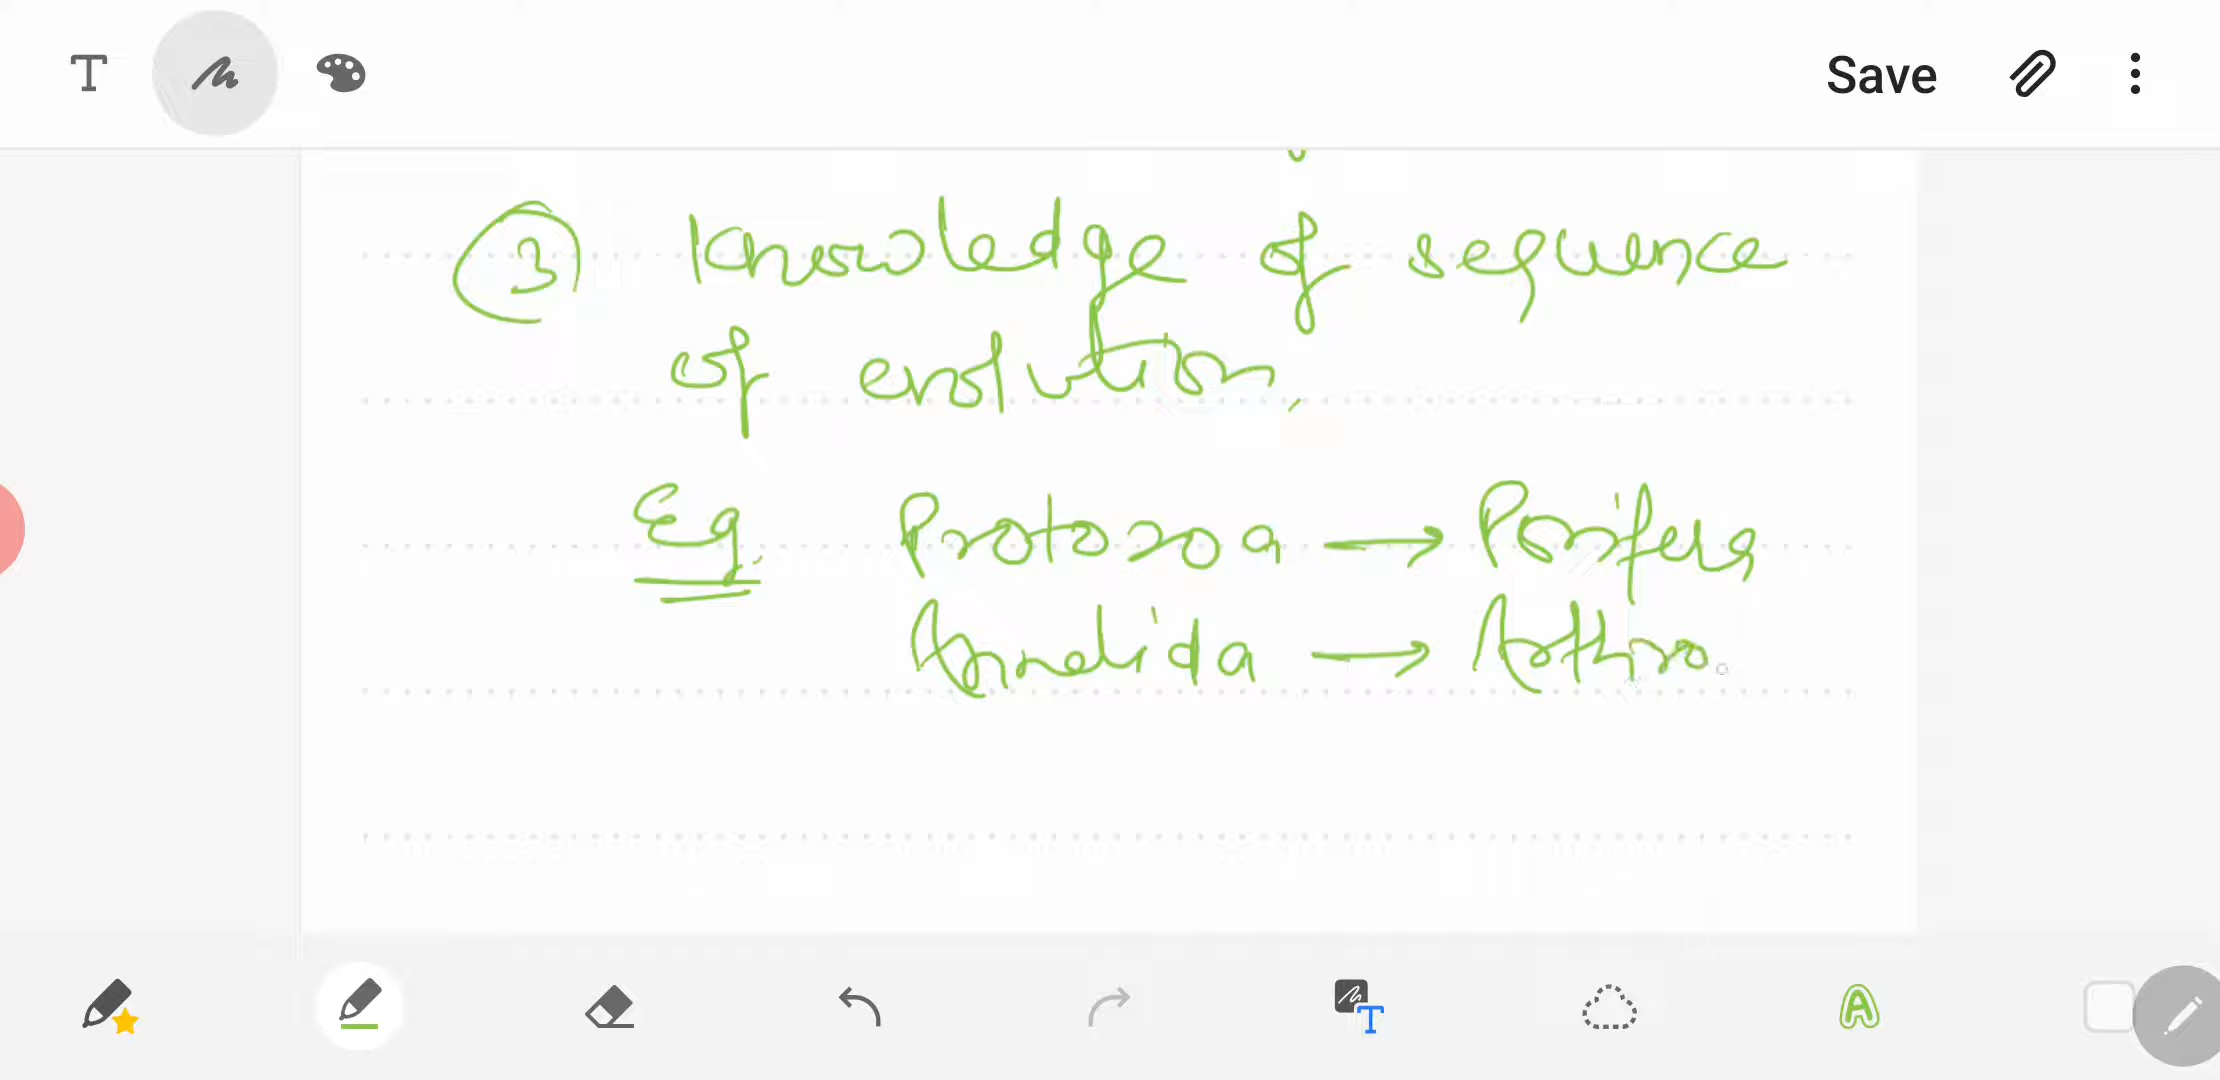 T Save
③ Knowledge of sequence
of evolution.
Eg. Protozoa → Porifera
Annelida → Arthro.